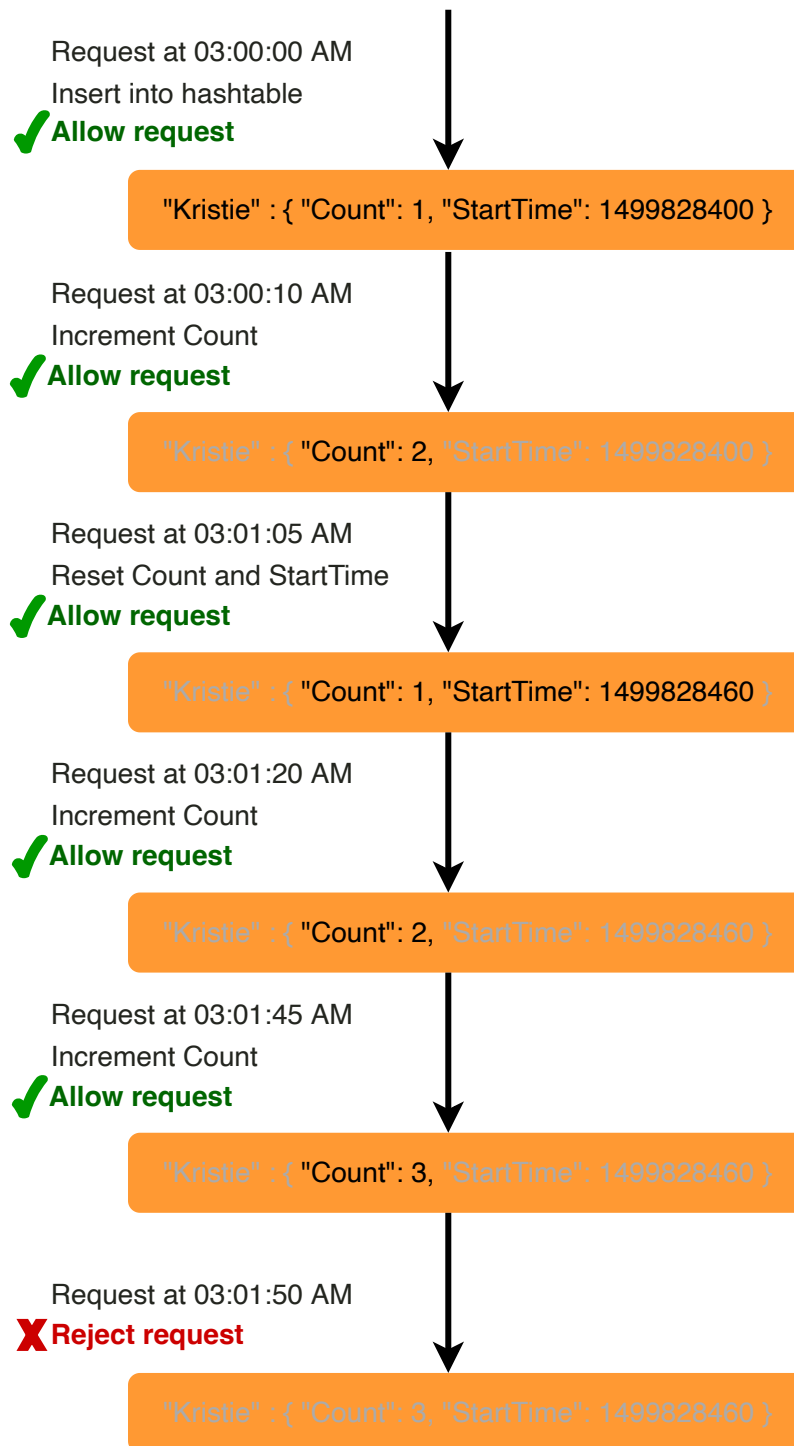 Request at 03:00:00 AM
Insert into hashtable
Allow request
"Kristie" : { "Count": 1, "StartTime": 1499828400 }
Request at 03:00:10 AM
Increment Count
Allow request
"Kristie" : { "Count": 2, "StartTime": 1499828400 }
Request at 03:01:05 AM
Reset Count and StartTime
Allow request
"Kristie" : { "Count": 1, "StartTime": 1499828460 }
Request at 03:01:20 AM
Increment Count
Allow request
"Kristie" : { "Count": 2, "StartTime": 1499828460 }
Request at 03:01:45 AM
Increment Count
Allow request
"Kristie" : { "Count": 3, "StartTime": 1499828460 }
Request at 03:01:50 AM
Reject request
"Kristie" : { "Count": 3, "StartTime": 1499828460 }